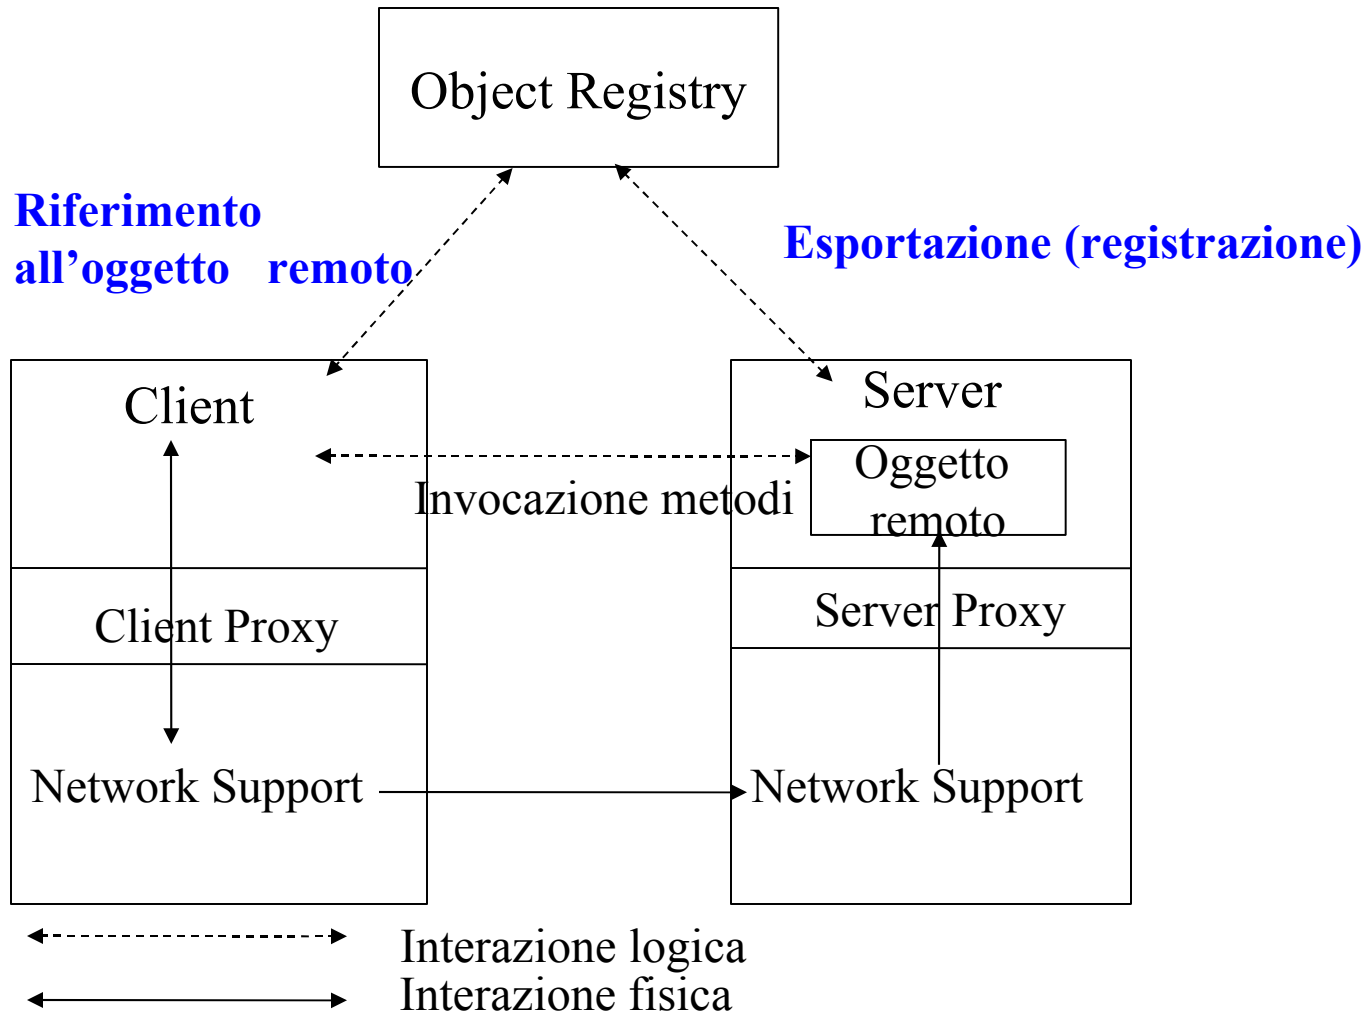 Object Registry
Riferimento
all’oggetto remoto
Esportazione (registrazione)
Client
Server
Oggetto
remoto
Invocazione metodi
Client Proxy
Server Proxy
Network Support
Network Support
Interazione logica
Interazione fisica